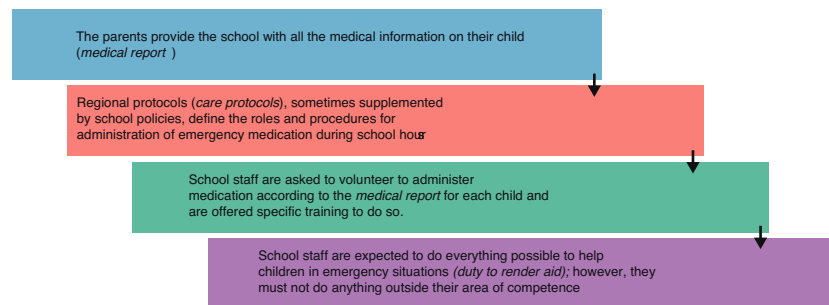 The parents provide the school with all the medical information on their child
(medical report )
Regional protocols (care protocols), sometimes supplemented
by school policies, define the roles and procedures for
administration of emergency medication during school hours
School staff are asked to volunteer to administer
medication according to the medical report for each child and
are offered specific training to do so.
School staff are expected to do everything possible to help
children in emergency situations (duty to render aid); however, they
must not do anything outside their area of competence